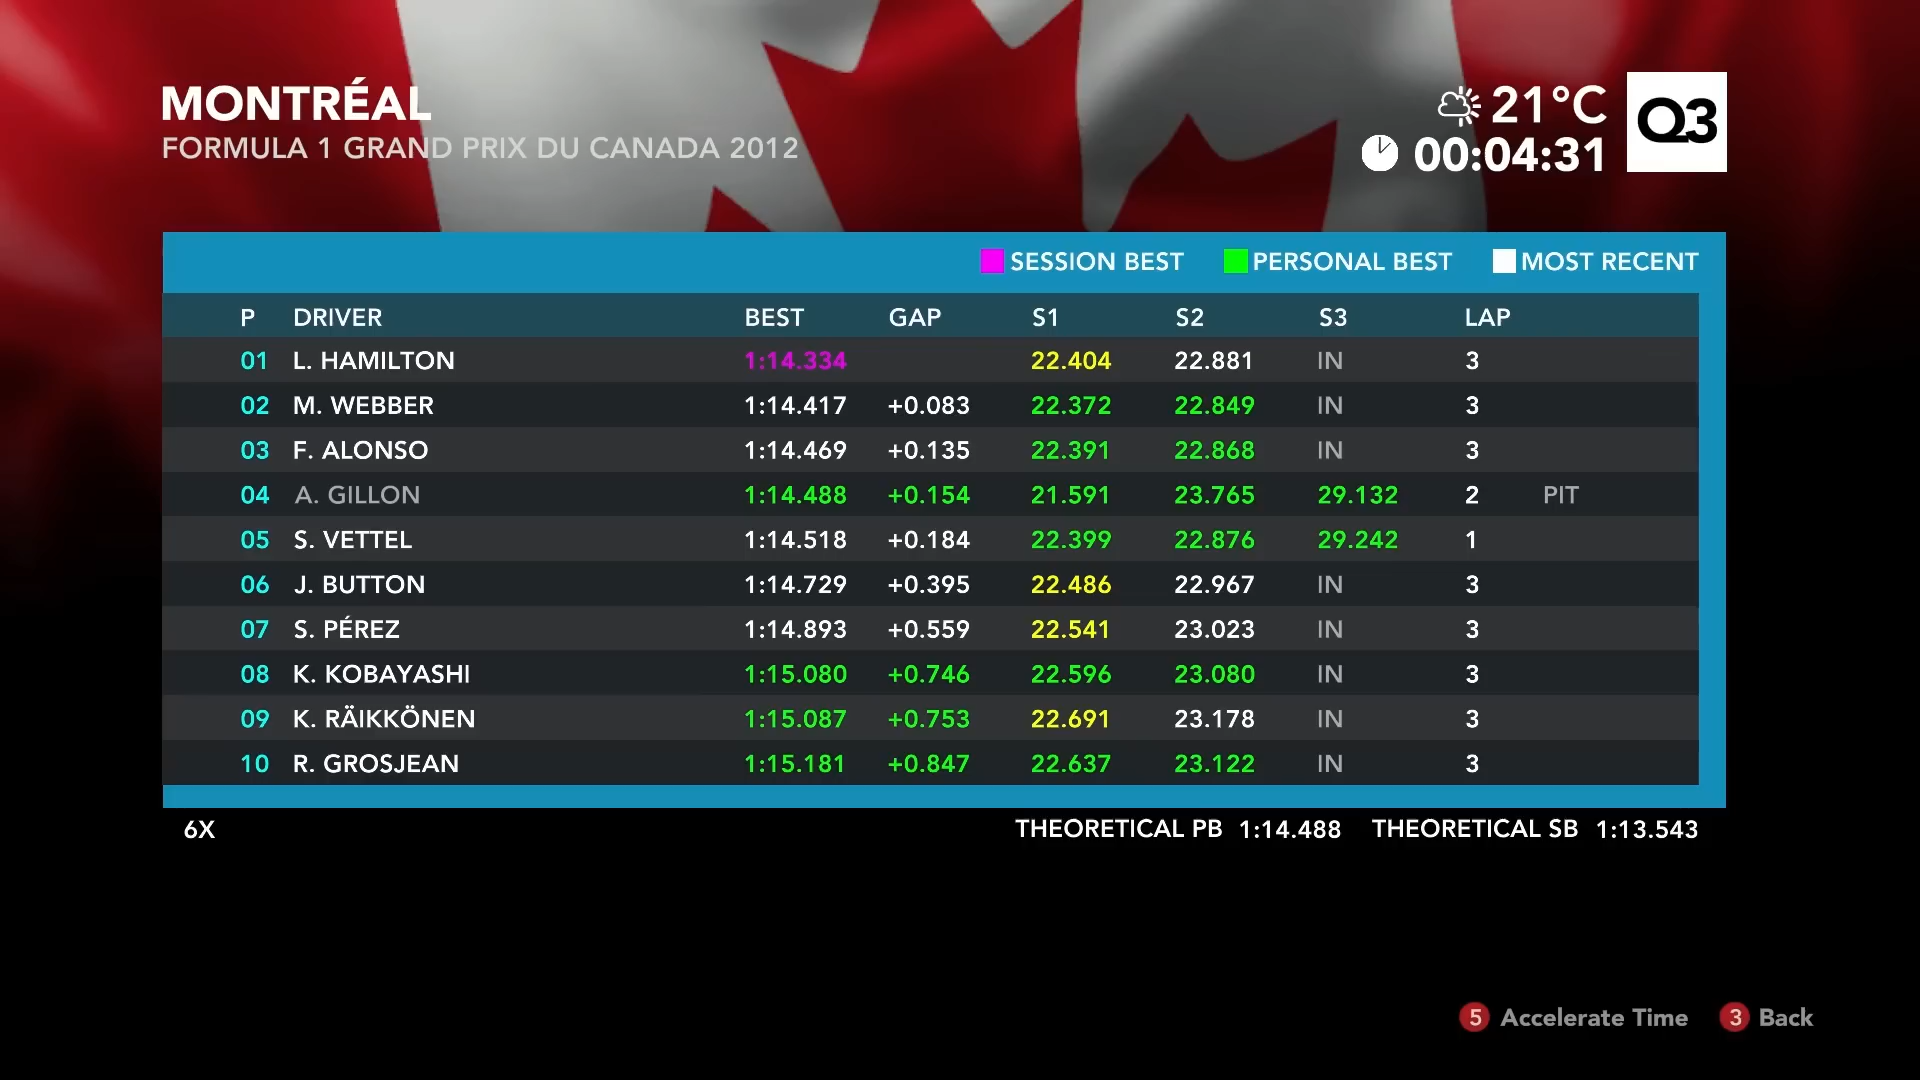 MONTRÉAL
FORMULA 1 GRAND PRIX DU CANADA 2012
21°C
00:04:31
Q3
SESSION BEST PERSONAL BEST MOST RECENT
P DRIVER BEST GAP S1 S2 S3 LAP
01 L. HAMILTON 1:14.334 22.404 22.881 IN 3
02 M. WEBBER 1:14.417 +0.083 22.372 22.849 IN 3
03 F. ALONSO 1:14.469 +0.135 22.391 22.868 IN 3
04 A. GILLON 1:14.488 +0.154 21.591 23.765 29.132 2 PIT
05 S. VETTEL 1:14.518 +0.184 22.399 22.876 29.242 1
06 J. BUTTON 1:14.729 +0.395 22.486 22.967 IN 3
07 S. PÉREZ 1:14.893 +0.559 22.541 23.023 IN 3
08 K. KOBAYASHI 1:15.080 +0.746 22.596 23.080 IN 3
09 K. RÄIKKÖNEN 1:15.087 +0.753 22.691 23.178 IN 3
10 R. GROSJEAN 1:15.181 +0.847 22.637 23.122 IN 3
6X THEORETICAL PB 1:14.488 THEORETICAL SB 1:13.543
5 Accelerate Time 3 Back